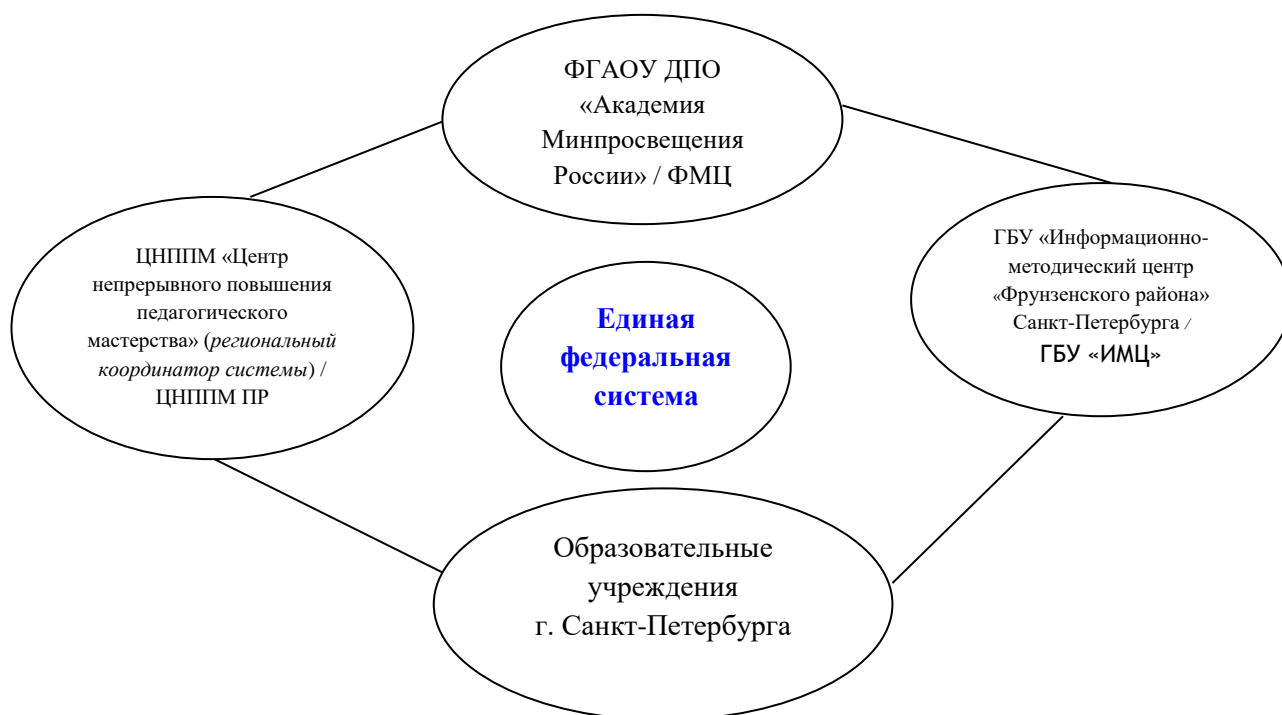 ФГАОУ ДПО
«Академия
Минпросвещения
России» / ФМЦ
ЦНППМ «Центр
непрерывного повышения
педагогического
мастерства» (региональный
координатор системы) /
ЦНППМ ПР
Единая
федеральная
система
ГБУ «Информационно-
методический центр
«Фрунзенского района»
Санкт-Петербурга /
ГБУ «ИМЦ»
Образовательные
учреждения
г. Санкт-Петербурга